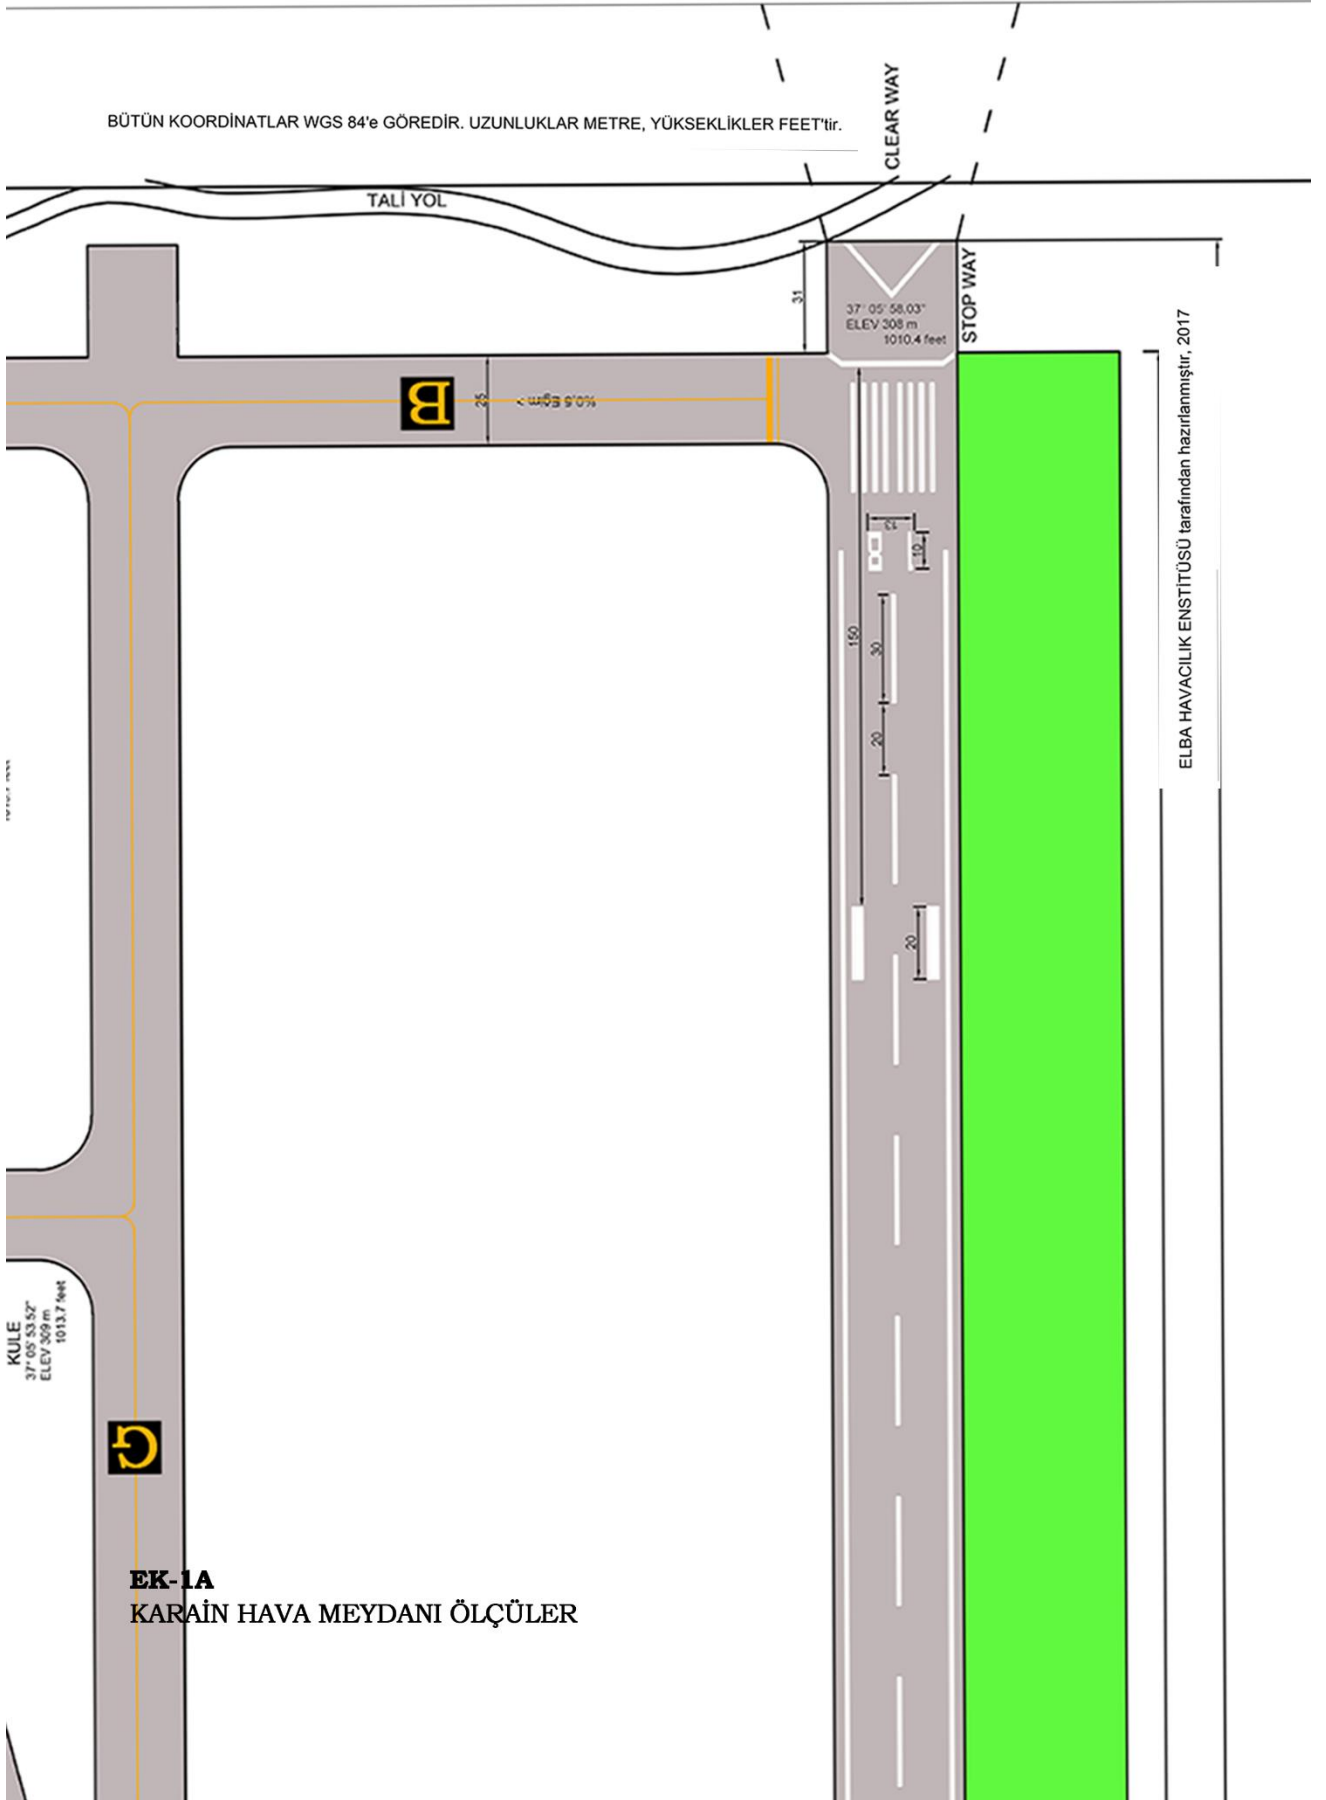 CLEAR WAY
BÜTÜN KOORDİNATLAR WGS 84'e GÖREDİR. UZUNLUKLAR METRE, YÜKSEKLİKLER FEET'tir.
TALİ YOL
STOP WAY
31
37° 05' 58.03"
ELEV 308 m
1010.4 feet
ELBA HAVACILIK ENSTİTÜSÜ tarafından hazırlanmıştır, 2017
B
25
%0,5 Eğim >
13
10
150
30
20
20
KULE
37° 05' 53.52"
ELEV 309 m
1013.7 feet
G
EK-1A
KARAİN HAVA MEYDANI ÖLÇÜLER